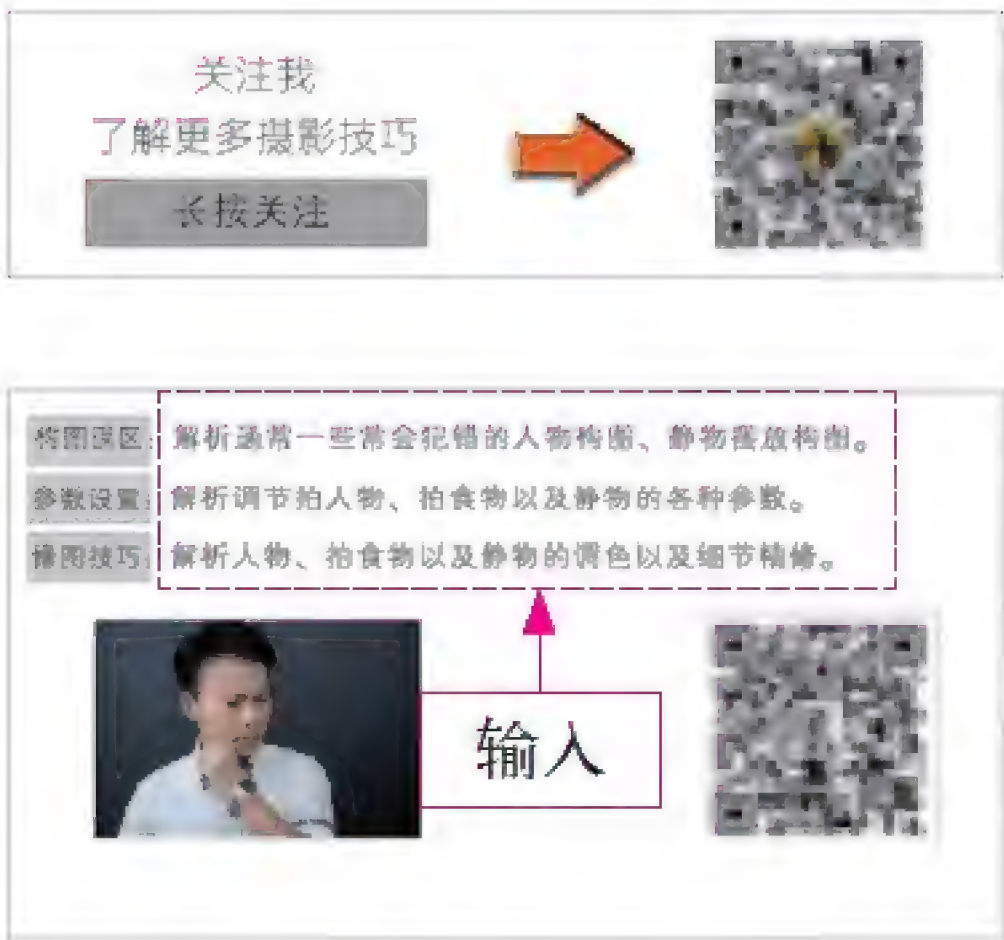 关注我
了解更多摄影技巧
长按关注
构图误区：解析通常一些常会犯错的人物构图、静物摆放构图。
参数设置：解析调节拍人物、拍食物以及静物的各种参数。
修图技巧：解析人物、拍食物以及静物的调色以及细节精修。
输入